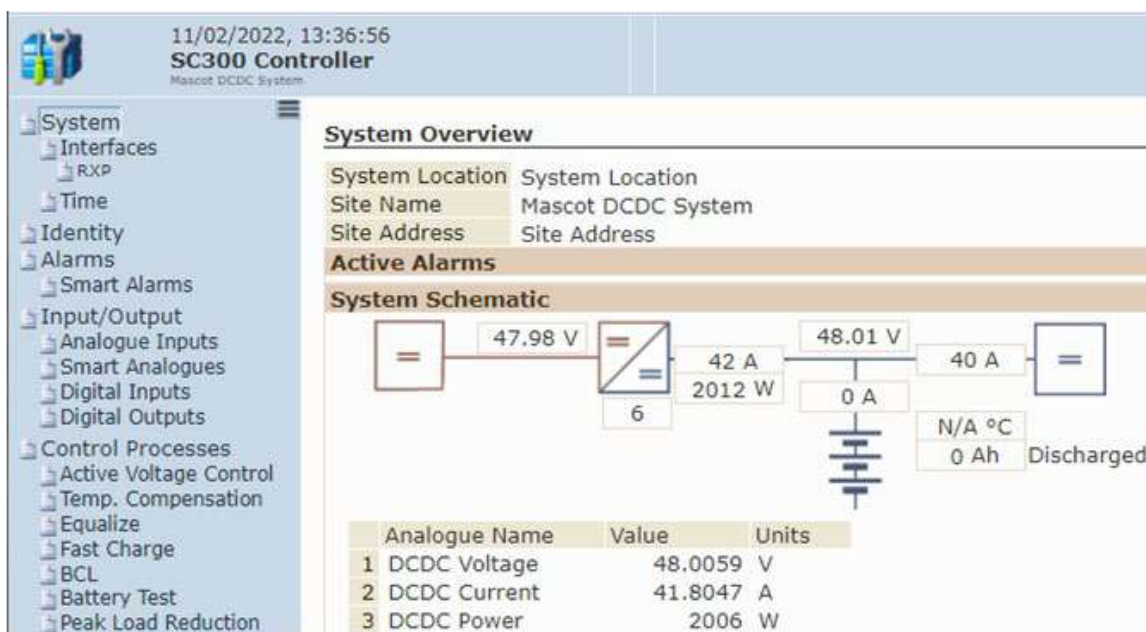 11/02/2022, 13:36:56
SC300 Controller
Mascot DCDC System
System
Interfaces
RXP
Time
Identity
Alarms
Smart Alarms
Input/Output
Analogue Inputs
Smart Analogues
Digital Inputs
Digital Outputs
Control Processes
Active Voltage Control
Temp. Compensation
Equalize
Fast Charge
BCL
Battery Test
Peak Load Reduction
System Overview
System Location System Location
Site Name Mascot DCDC System
Site Address Site Address
Active Alarms
System Schematic
47.98 V 48.01 V
42 A 40 A
2012 W 0 A
6
N/A ºC
0 Ah Discharged
Analogue Name Value Units
1 DCDC Voltage 48.0059 V
2 DCDC Current 41.8047 A
3 DCDC Power 2006 W